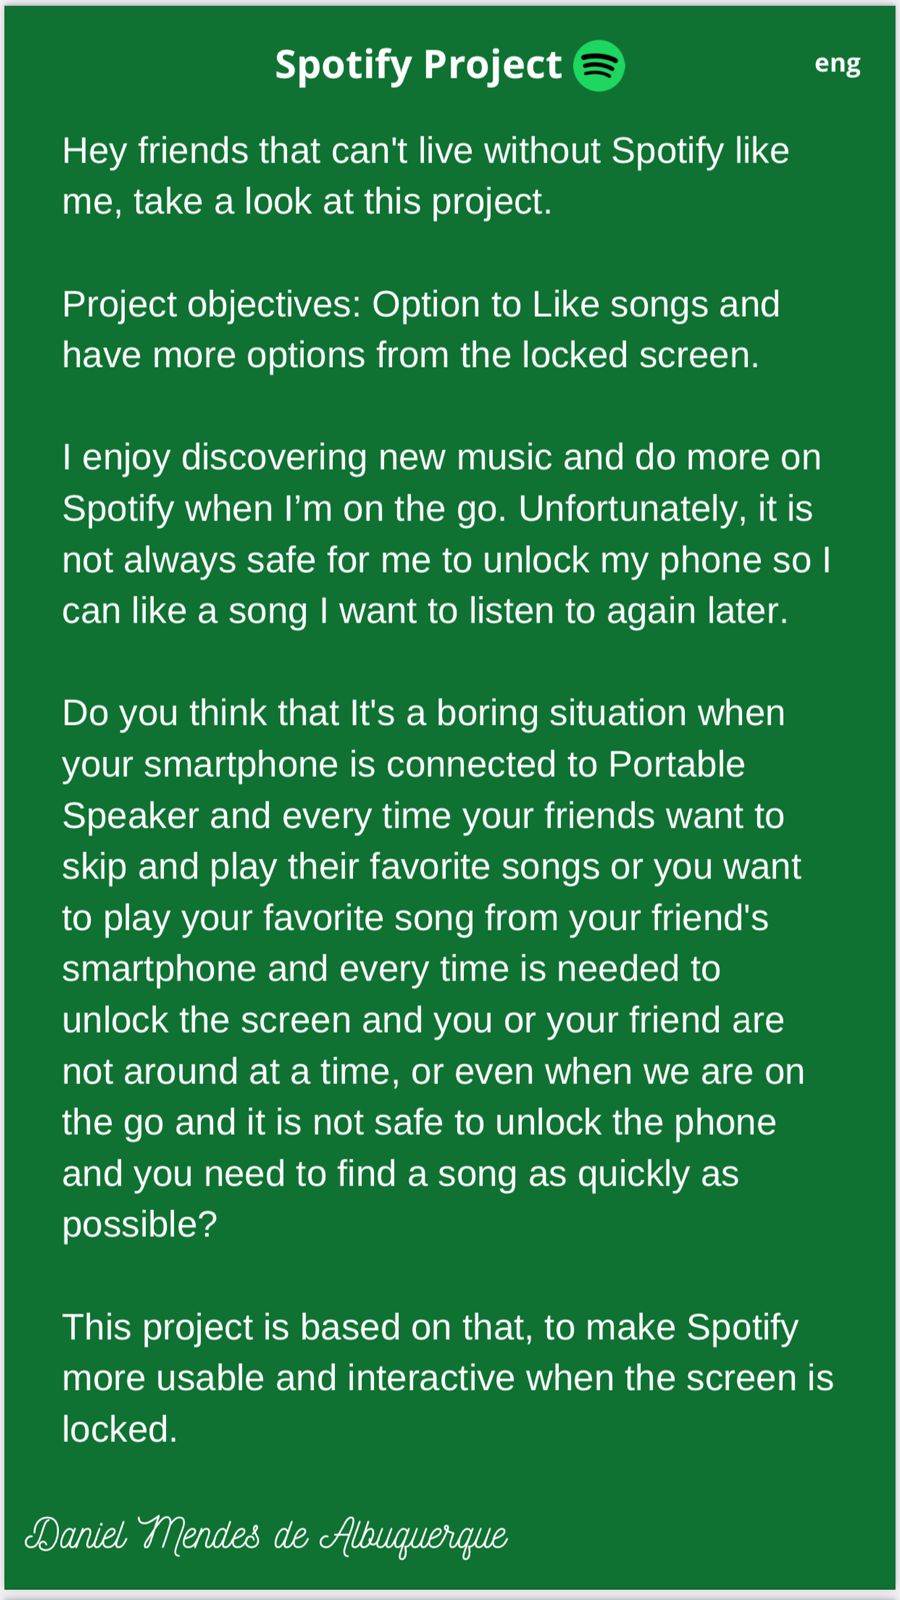 Spotify Project
eng
Hey friends that can't live without Spotify like
me, take a look at this project.
Project objectives: Option to Like songs and
have more options from the locked screen.
I enjoy discovering new music and do more on
Spotify when I’m on the go. Unfortunately, it is
not always safe for me to unlock my phone so I
can like a song I want to listen to again later.
Do you think that It's a boring situation when
your smartphone is connected to Portable
Speaker and every time your friends want to
skip and play their favorite songs or you want
to play your favorite song from your friend's
smartphone and every time is needed to
unlock the screen and you or your friend are
not around at a time, or even when we are on
the go and it is not safe to unlock the phone
and you need to find a song as quickly as
possible?
This project is based on that, to make Spotify
more usable and interactive when the screen is
locked.
Daniel Mendes de Albuquerque